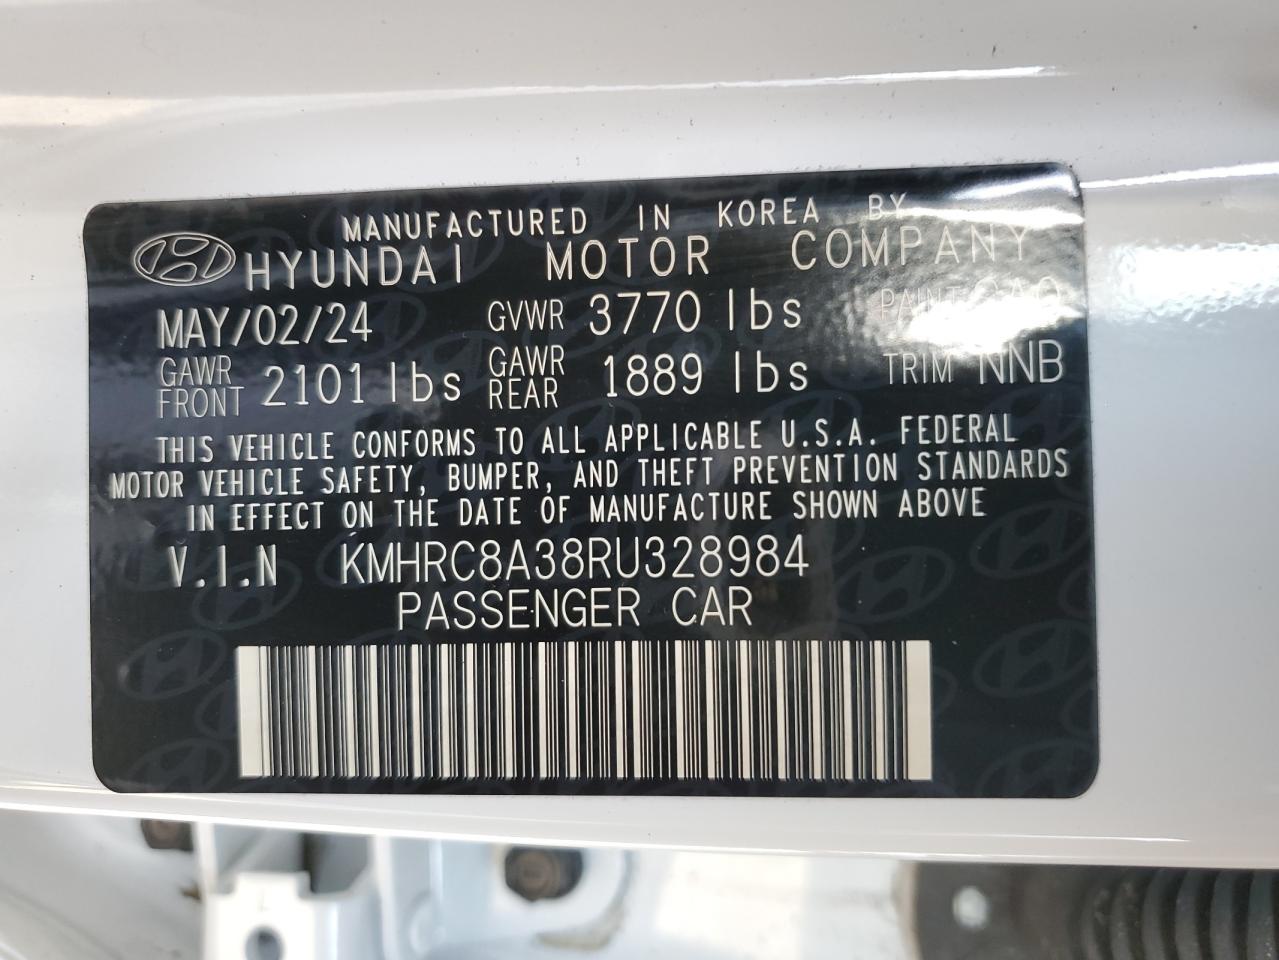 MANUFACTURED IN KOREA BY
HYUNDAI MOTOR COMPANY
MAY/02/24 GVWR 3770 lbs PAINT
GAWR FRONT 2101 lbs GAWR REAR 1889 lbs TRIM NNB
THIS VEHICLE CONFORMS TO ALL APPLICABLE U.S.A. FEDERAL
MOTOR VEHICLE SAFETY, BUMPER, AND THEFT PREVENTION STANDARDS
IN EFFECT ON THE DATE OF MANUFACTURE SHOWN ABOVE
V.I.N KMHRC8A38RU328984
PASSENGER CAR